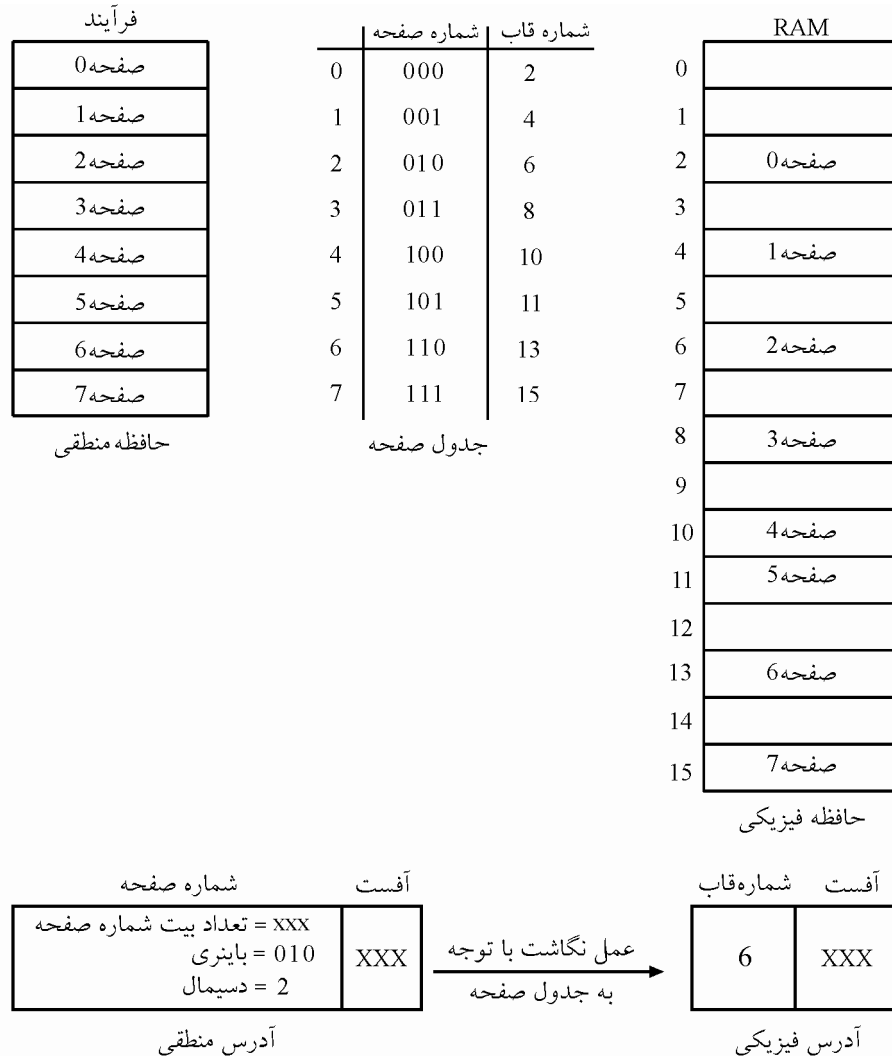 فرآیند
صفحه0
صفحه1
صفحه2
صفحه3
صفحه4
صفحه5
صفحه6
صفحه7
حافظه منطقی
شماره صفحه شماره قاب
0 000 2
1 001 4
2 010 6
3 011 8
4 100 10
5 101 11
6 110 13
7 111 15
جدول صفحه
RAM
0
1
2 صفحه0
3
4 صفحه1
5
6 صفحه2
7
8 صفحه3
9
10 صفحه4
11 صفحه5
12
13 صفحه6
14
15 صفحه7
حافظه فیزیکی
شماره صفحه آفست
xxx = تعداد بیت شماره صفحه
010 = باینری
2 = دسیمال
XXX
آدرس منطقی
عمل نگاشت با توجه
به جدول صفحه
شماره‌قاب آفست
6 XXX
آدرس فیزیکی